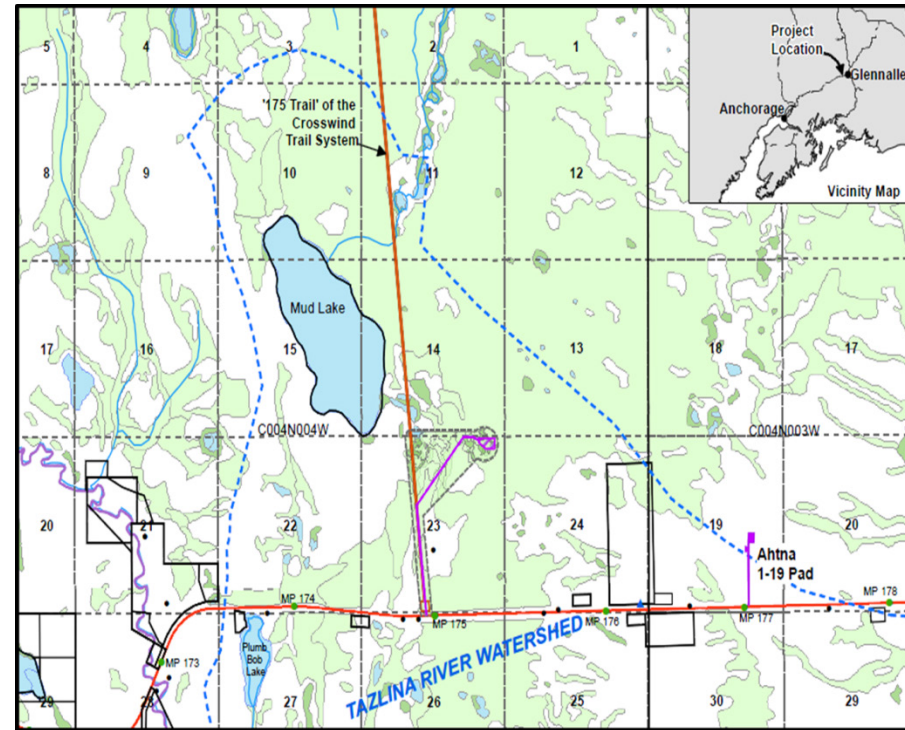 5
4
3
2
1
Project
Location
Glennalle
Anchorage
Vicinity Map
'175 Trail' of the
Crosswind
Trail System
8
9
10
11
12
Mud Lake
17
16
15
14
13
18
17
C004N004W
C004N003W
20
21
22
23
24
19
20
Ahtna
1-19 Pad
MP 174
MP 175
MP 176
MP 177
MP 178
MP 173
Plumb
Bob
Lake
TAZLINA RIVER WATERSHED
29
28
27
26
25
30
29